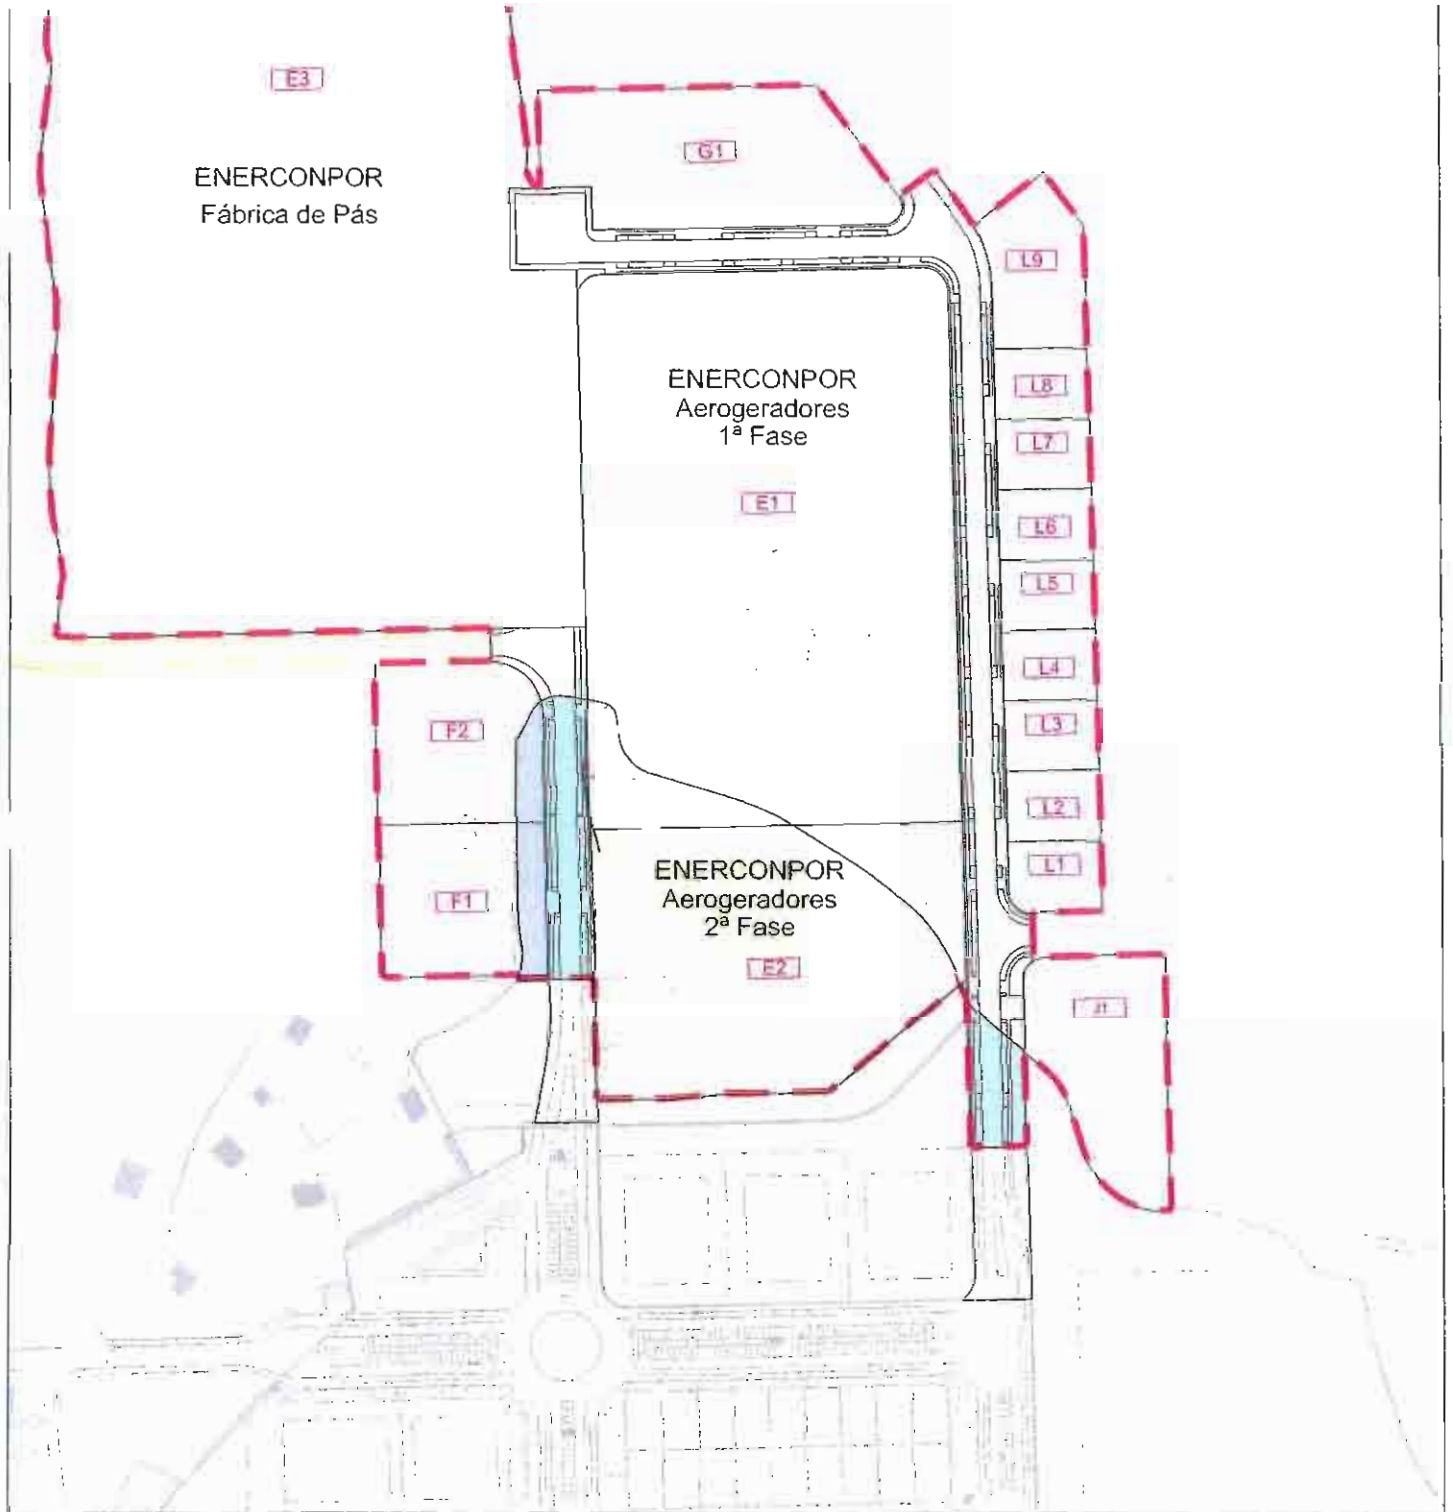 E3
ENERCONPOR
Fábrica de Pás
G1
L9
ENERCONPOR
Aerogeradores
1ª Fase
E1
L8
L7
L6
L5
L4
L3
L2
L1
F2
F1
ENERCONPOR
Aerogeradores
2ª Fase
E2
J1